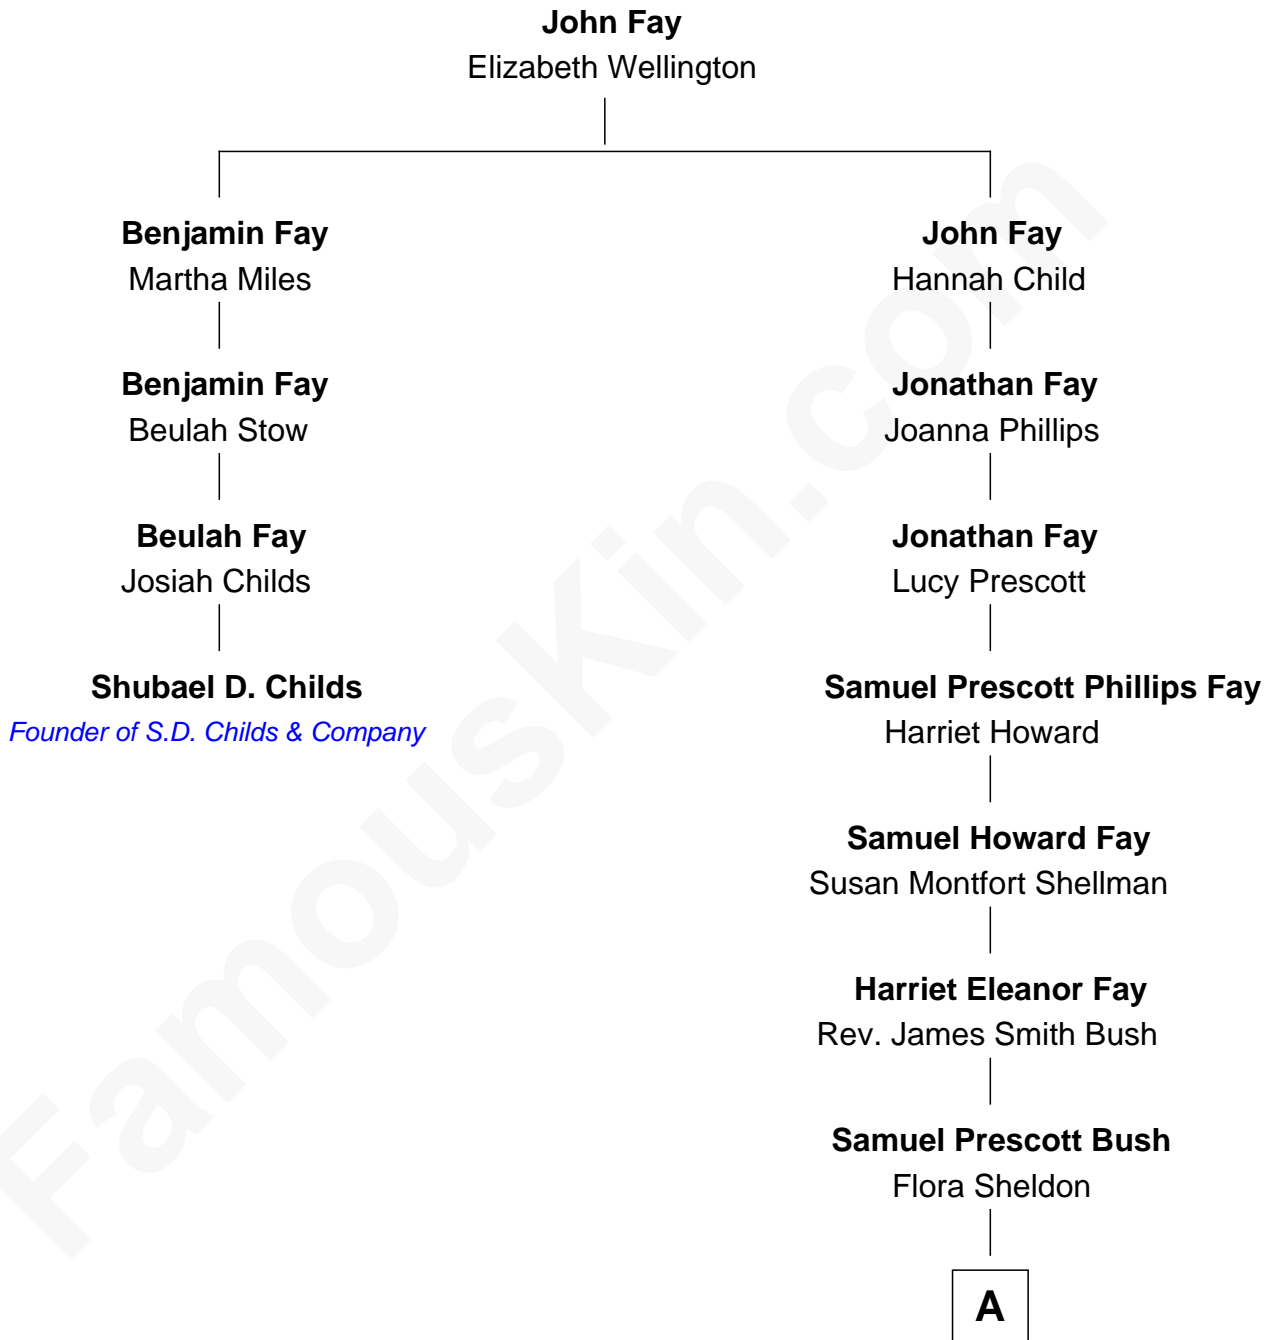 John Fay
Elizabeth Wellington
Benjamin Fay
Martha Miles
John Fay
Hannah Child
Benjamin Fay
Beulah Stow
Jonathan Fay
Joanna Phillips
Beulah Fay
Josiah Childs
Jonathan Fay
Lucy Prescott
Shubael D. Childs
Founder of S.D. Childs & Company
Samuel Prescott Phillips Fay
Harriet Howard
Samuel Howard Fay
Susan Montfort Shellman
Harriet Eleanor Fay
Rev. James Smith Bush
Samuel Prescott Bush
Flora Sheldon
A
FamousKin.com